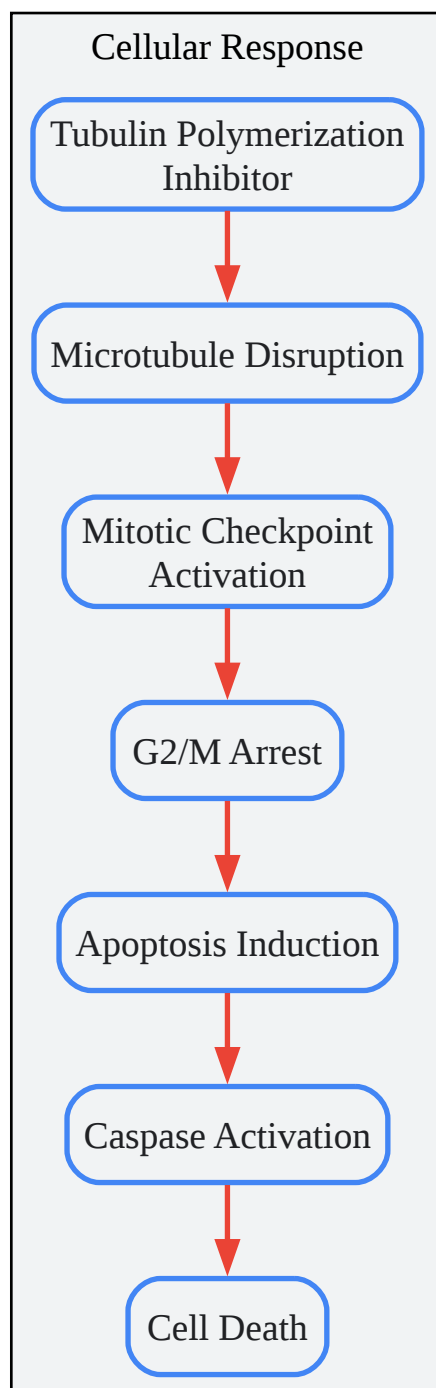 Cellular Response
Tubulin Polymerization
Inhibitor
Microtubule Disruption
Mitotic Checkpoint
Activation
G2/M Arrest
Apoptosis Induction
Caspase Activation
Cell Death